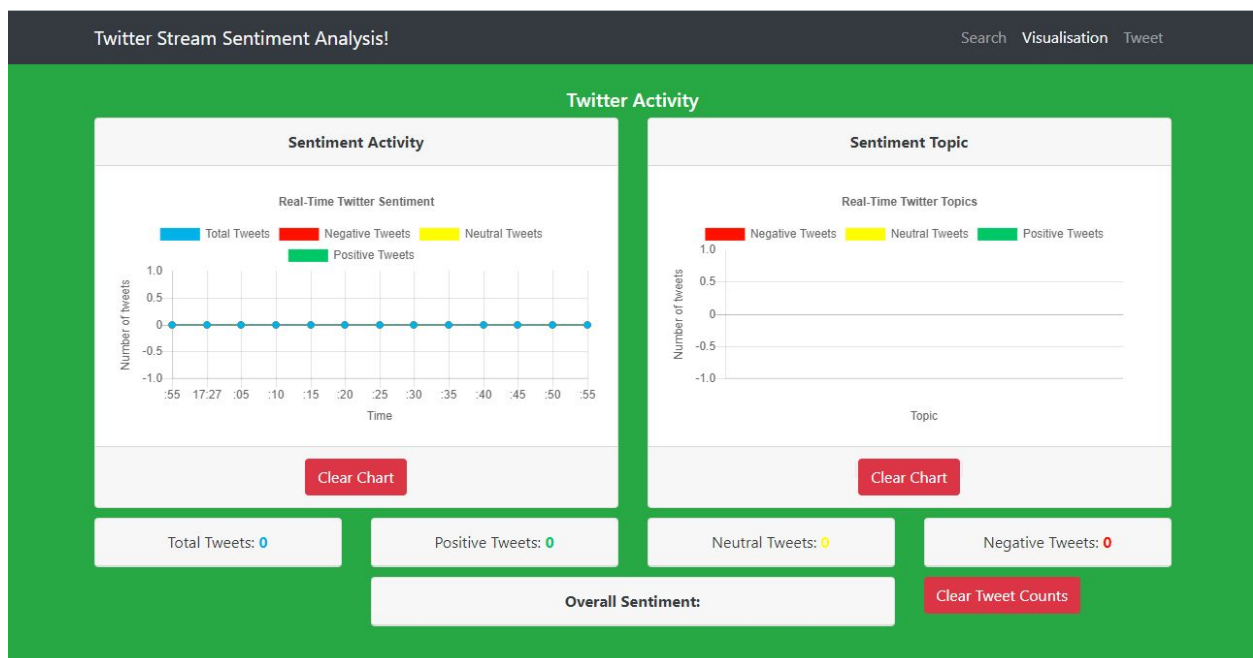 Twitter Stream Sentiment Analysis!
Search Visualisation Tweet
Twitter Activity
Sentiment Activity
Real-Time Twitter Sentiment
Total Tweets Negative Tweets Neutral Tweets
Positive Tweets
Number of tweets
1.0
0.5
0
-0.5
-1.0
:55 17:27 :05 :10 :15 :20 :25 :30 :35 :40 :45 :50 :55
Time
Clear Chart
Sentiment Topic
Real-Time Twitter Topics
Negative Tweets Neutral Tweets Positive Tweets
Number of tweets
1.0
0.5
0
-0.5
-1.0
Topic
Clear Chart
Total Tweets: 0
Positive Tweets: 0
Neutral Tweets: 0
Negative Tweets: 0
Overall Sentiment:
Clear Tweet Counts